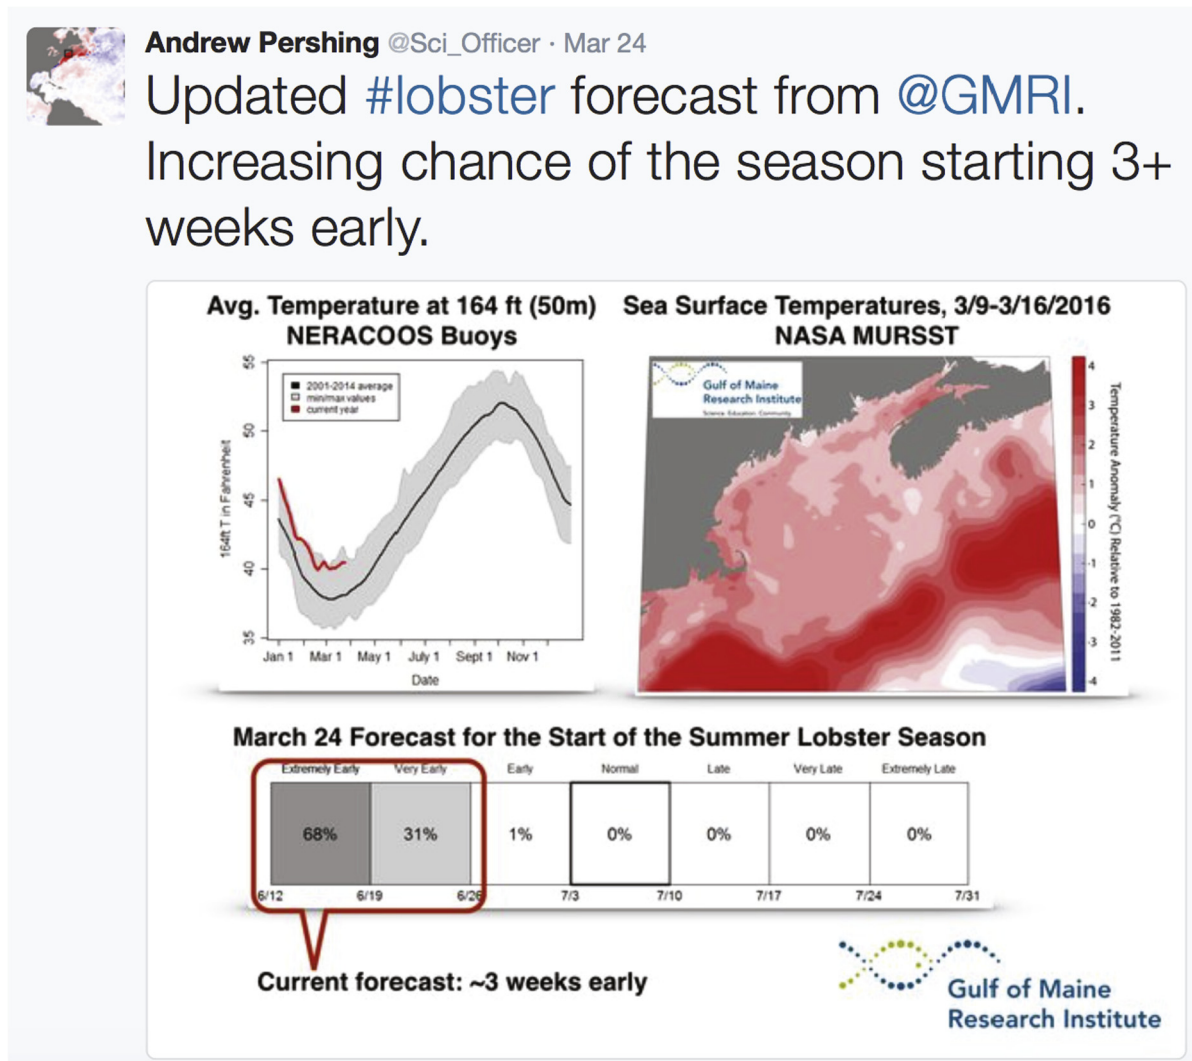 Andrew Pershing @Sci_Officer · Mar 24
Updated #lobster forecast from @GMRI.
Increasing chance of the season starting 3+
weeks early.
Avg. Temperature at 164 ft (50m)
NERACOOS Buoys
55
50
45
40
35
164ft T in Fahrenheit
2001-2014 average
min/max values
current year
Jan 1 Mar 1 May 1 July 1 Sept 1 Nov 1
Date
Sea Surface Temperatures, 3/9-3/16/2016
NASA MURSST
Gulf of Maine
Research Institute
Science. Education. Community.
4
3
2
1
0
-1
-2
-3
-4
Temperature Anomaly (°C) Relative to 1982-2011
March 24 Forecast for the Start of the Summer Lobster Season
Extremely Early Very Early Early Normal Late Very Late Extremely Late
68% 31% 1% 0% 0% 0% 0%
6/12 6/19 6/26 7/3 7/10 7/17 7/24 7/31
Current forecast: ~3 weeks early
Gulf of Maine
Research Institute